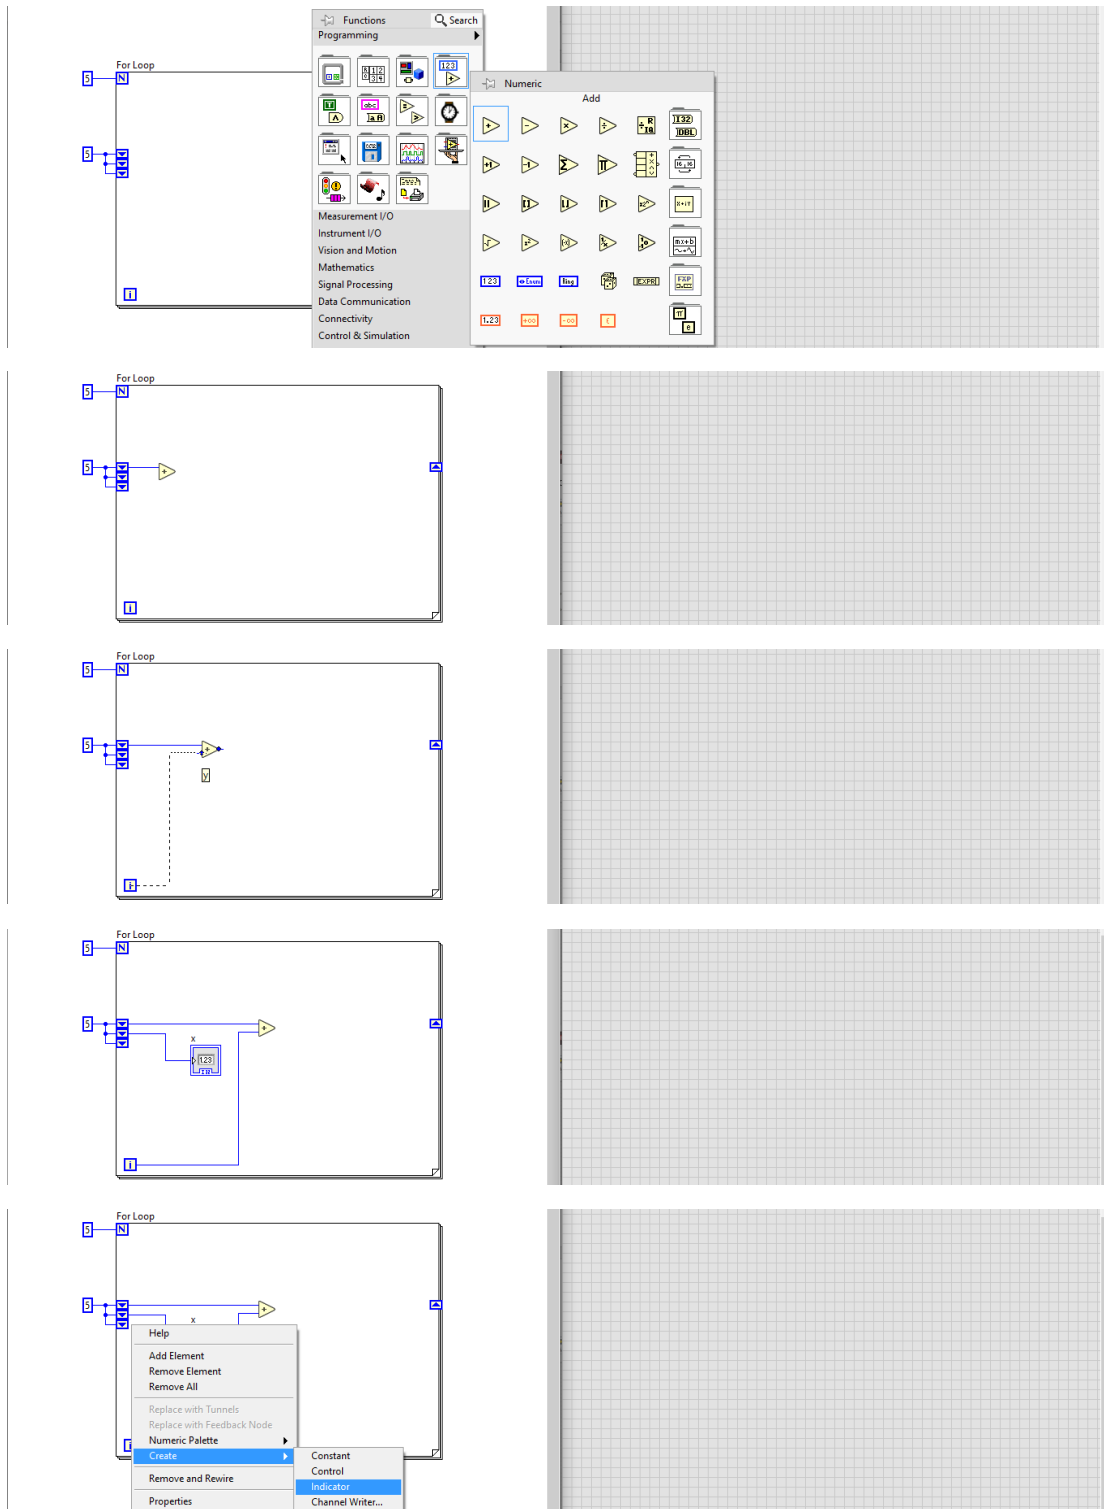 Functions
Search
Programming
Numeric
Add
For Loop
5
N
5
i
Measurement I/O
Instrument I/O
Vision and Motion
Mathematics
Signal Processing
Data Communication
Connectivity
Control & Simulation
For Loop
5
N
5
i
For Loop
5
N
5
y
i
For Loop
5
N
5
x
123
i
For Loop
5
N
5
x
Help
Add Element
Remove Element
Remove All
Replace with Tunnels
Replace with Feedback Node
Numeric Palette
Create
Constant
Control
Remove and Rewire
Indicator
Properties
Channel Writer...